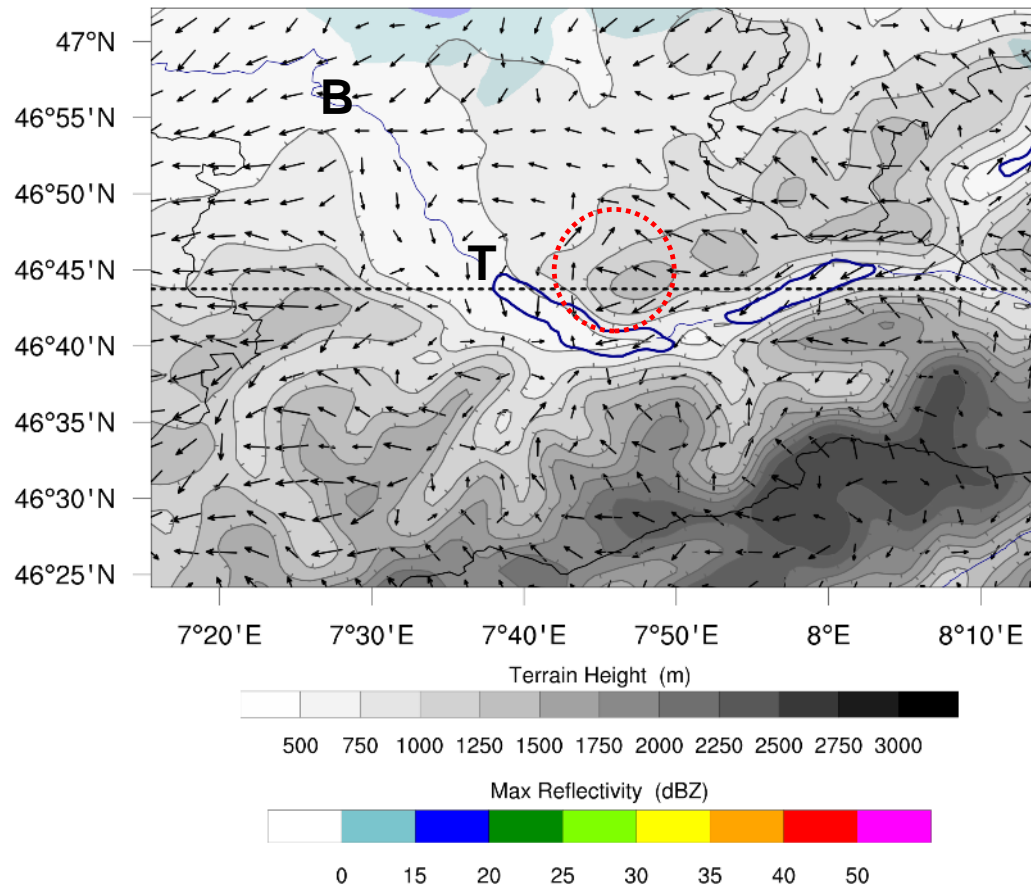 47°N
B
46°55'N
46°50'N
T
46°45'N
46°40'N
46°35'N
46°30'N
46°25'N
7°20'E 7°30'E 7°40'E 7°50'E 8°E 8°10'E
Terrain Height (m)
500 750 1000 1250 1500 1750 2000 2250 2500 2750 3000
Max Reflectivity (dBZ)
0 15 20 25 30 35 40 50